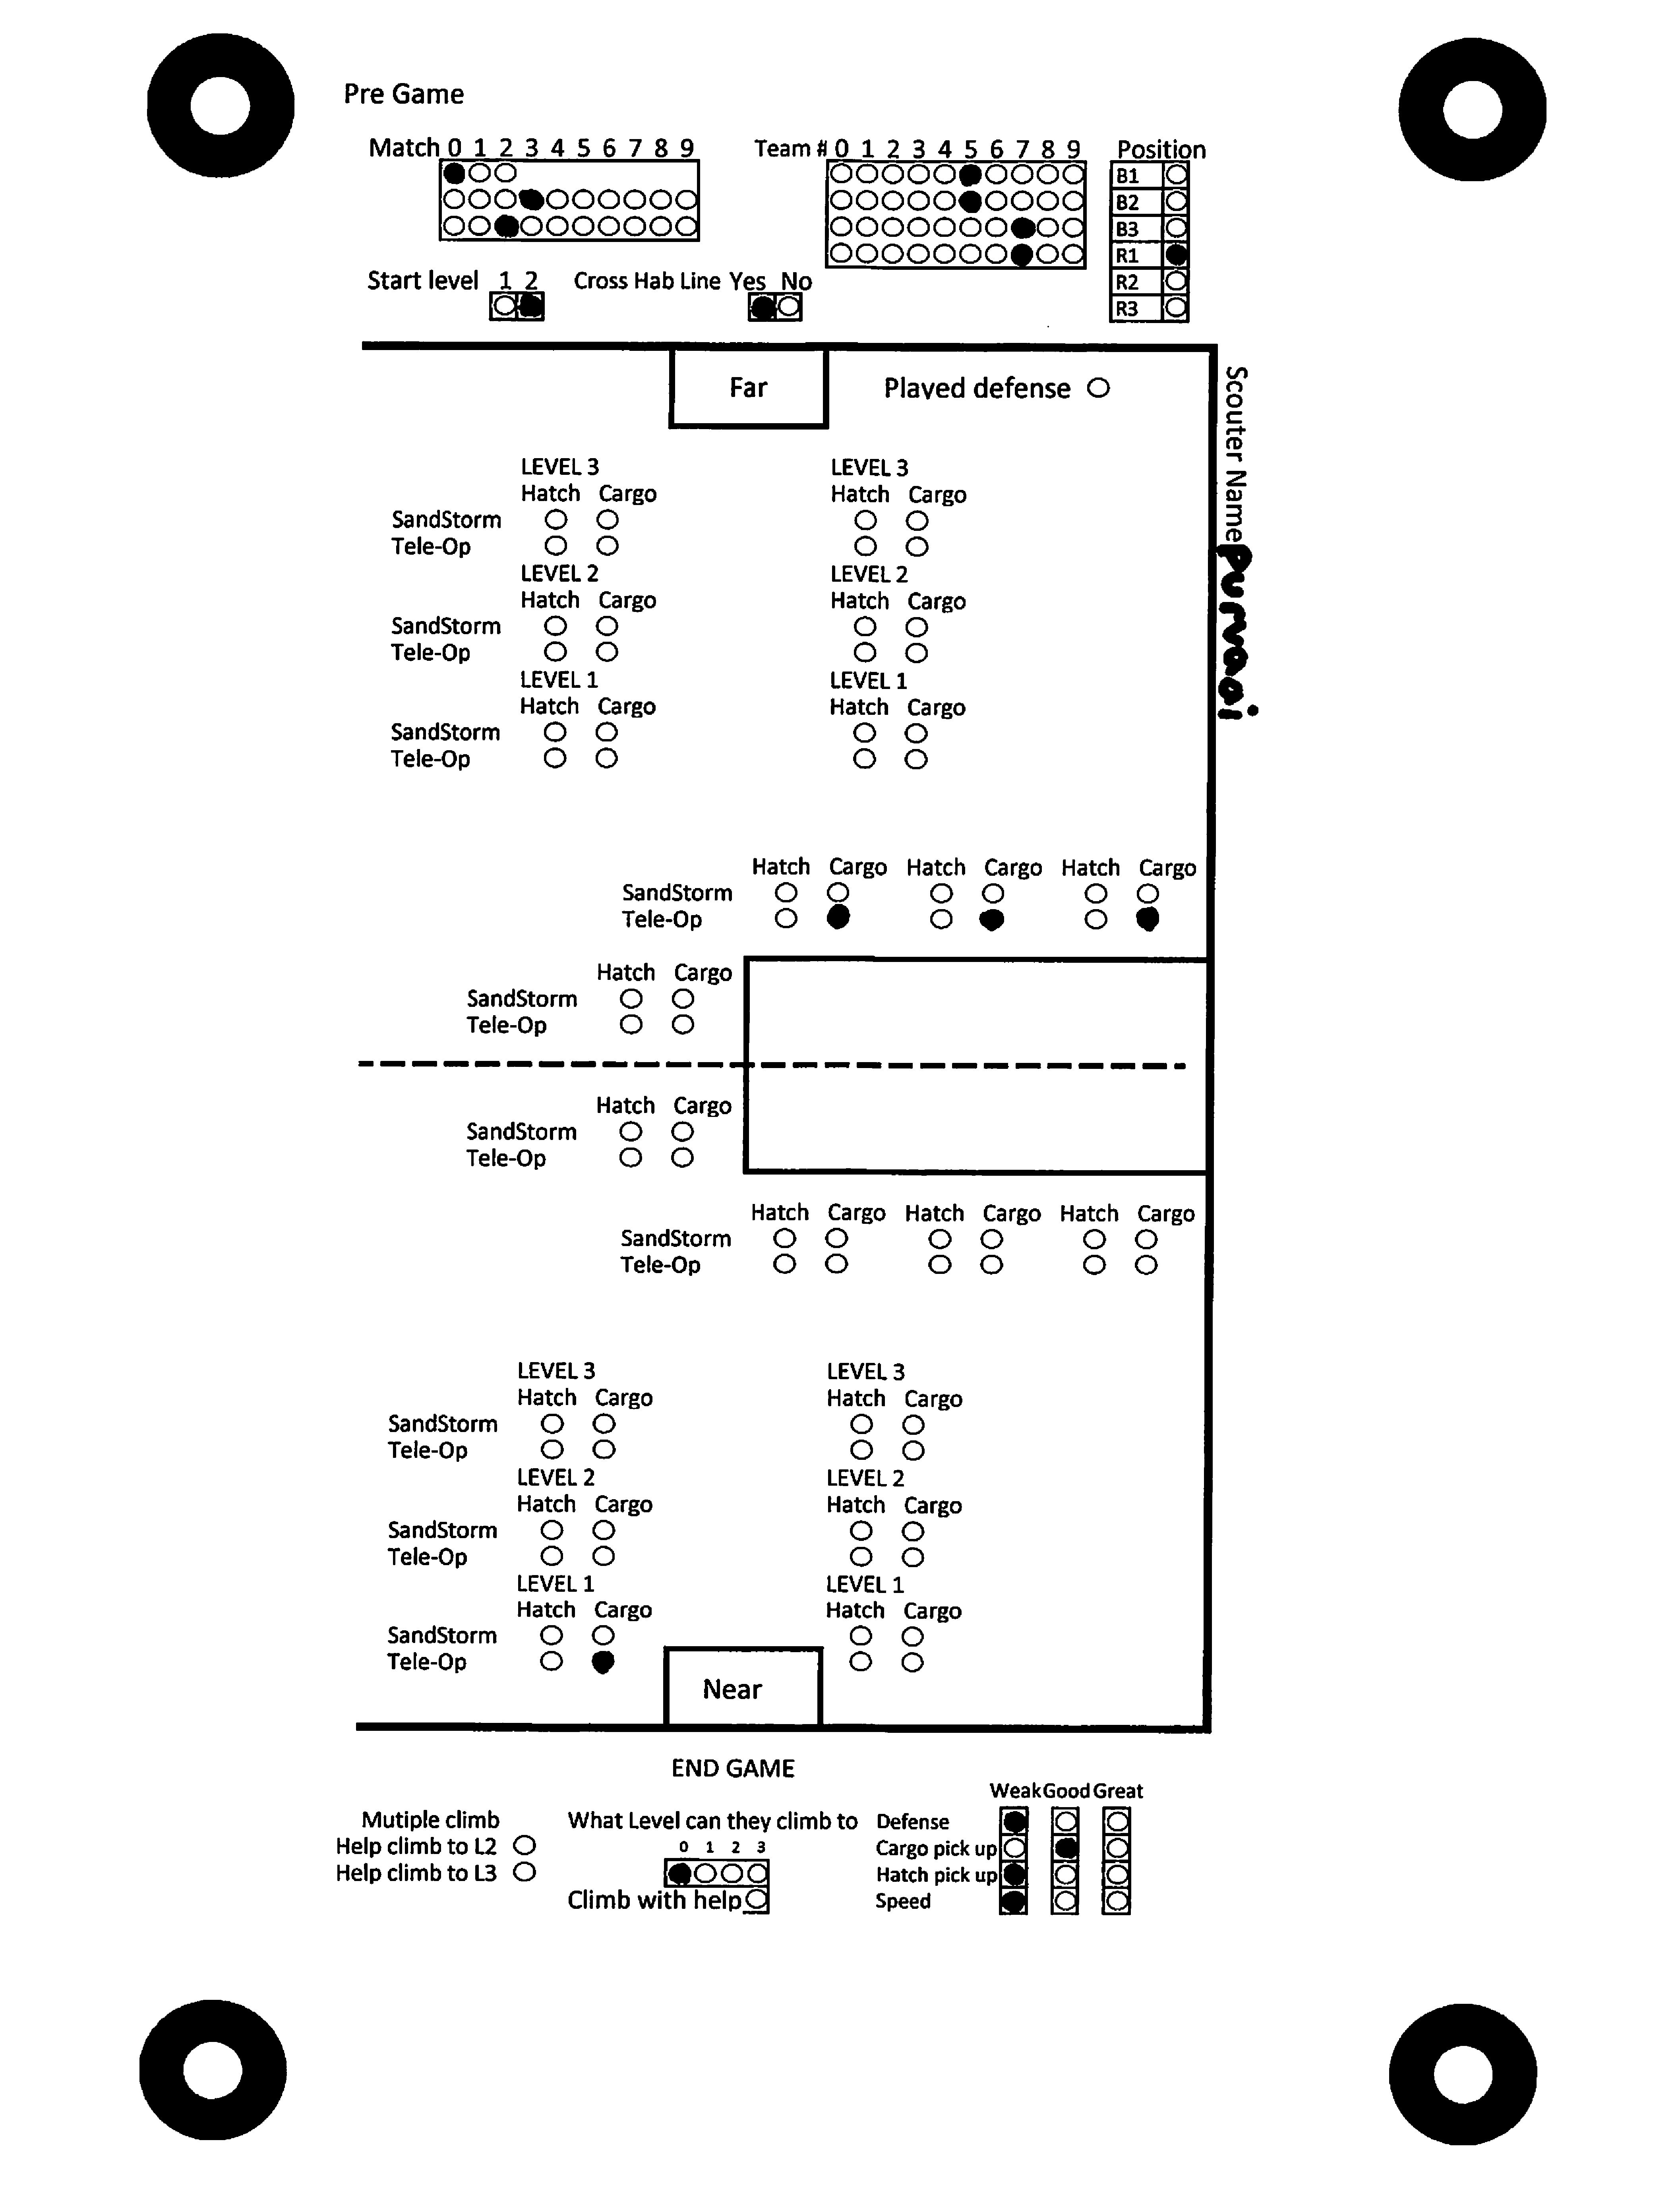 Pre Game
Match 0 1 2 3 4 5 6 7 8 9
Team # 0 1 2 3 4 5 6 7 8 9
Position
B1
B2
B3
R1
R2
R3
Start level 1 2
Cross Hab Line Yes No
Far
Played defense
Scouter Name
LEVEL 3 LEVEL 3
Hatch Cargo Hatch Cargo
SandStorm
Tele-Op
LEVEL 2 LEVEL 2
Hatch Cargo Hatch Cargo
SandStorm
Tele-Op
LEVEL 1 LEVEL 1
Hatch Cargo Hatch Cargo
SandStorm
Tele-Op
Hatch Cargo Hatch Cargo Hatch Cargo
SandStorm
Tele-Op
Hatch Cargo
SandStorm
Tele-Op
Hatch Cargo
SandStorm
Tele-Op
Hatch Cargo Hatch Cargo Hatch Cargo
SandStorm
Tele-Op
LEVEL 3 LEVEL 3
Hatch Cargo Hatch Cargo
SandStorm
Tele-Op
LEVEL 2 LEVEL 2
Hatch Cargo Hatch Cargo
SandStorm
Tele-Op
LEVEL 1 LEVEL 1
Hatch Cargo Hatch Cargo
SandStorm
Tele-Op
Near
END GAME
Mutiple climb
Help climb to L2
Help climb to L3
What Level can they climb to
0 1 2 3
Climb with help
Weak Good Great
Defense
Cargo pick up
Hatch pick up
Speed